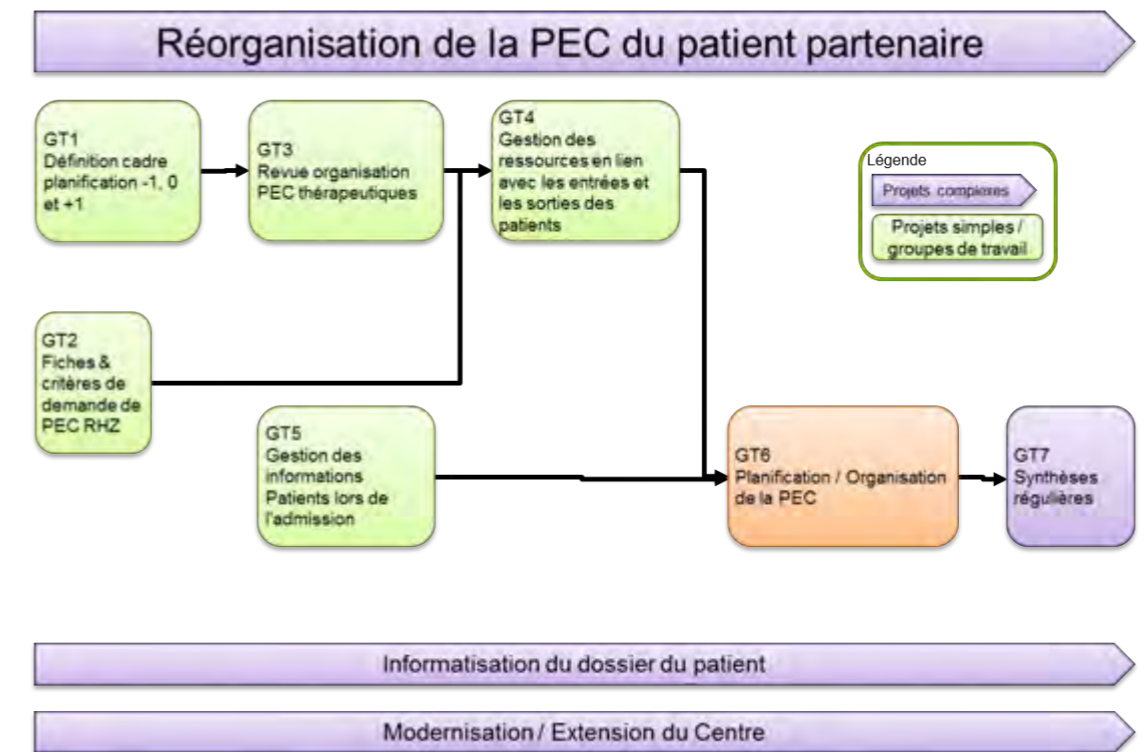 Réorganisation de la PEC du patient partenaire
GT1
Définition cadre
planification -1, 0
et +1
GT3
Revue organisation
PEC thérapeutiques
GT4
Gestion des
ressources en lien
avec les entrées et
les sorties des
patients
Légende
Projets complexes
Projets simples /
groupes de travail
GT2
Fiches &
critères de
demande de
PEC RHZ
GT5
Gestion des
informations
Patients lors de
l'admission
GT6
Planification / Organisation
de la PEC
GT7
Synthèses
régulières
Informatisation du dossier du patient
Modernisation / Extension du Centre